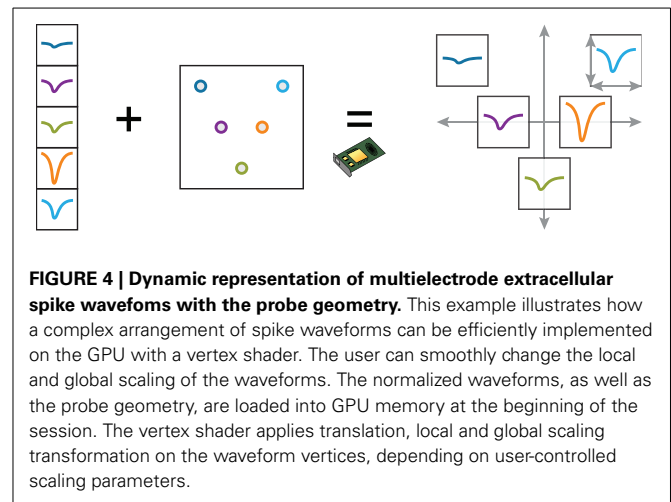 +
=
FIGURE 4 | Dynamic representation of multielectrode extracellular
spike wavefoms with the probe geometry. This example illustrates how
a complex arrangement of spike waveforms can be efficiently implemented
on the GPU with a vertex shader. The user can smoothly change the local
and global scaling of the waveforms. The normalized waveforms, as well as
the probe geometry, are loaded into GPU memory at the beginning of the
session. The vertex shader applies translation, local and global scaling
transformation on the waveform vertices, depending on user-controlled
scaling parameters.